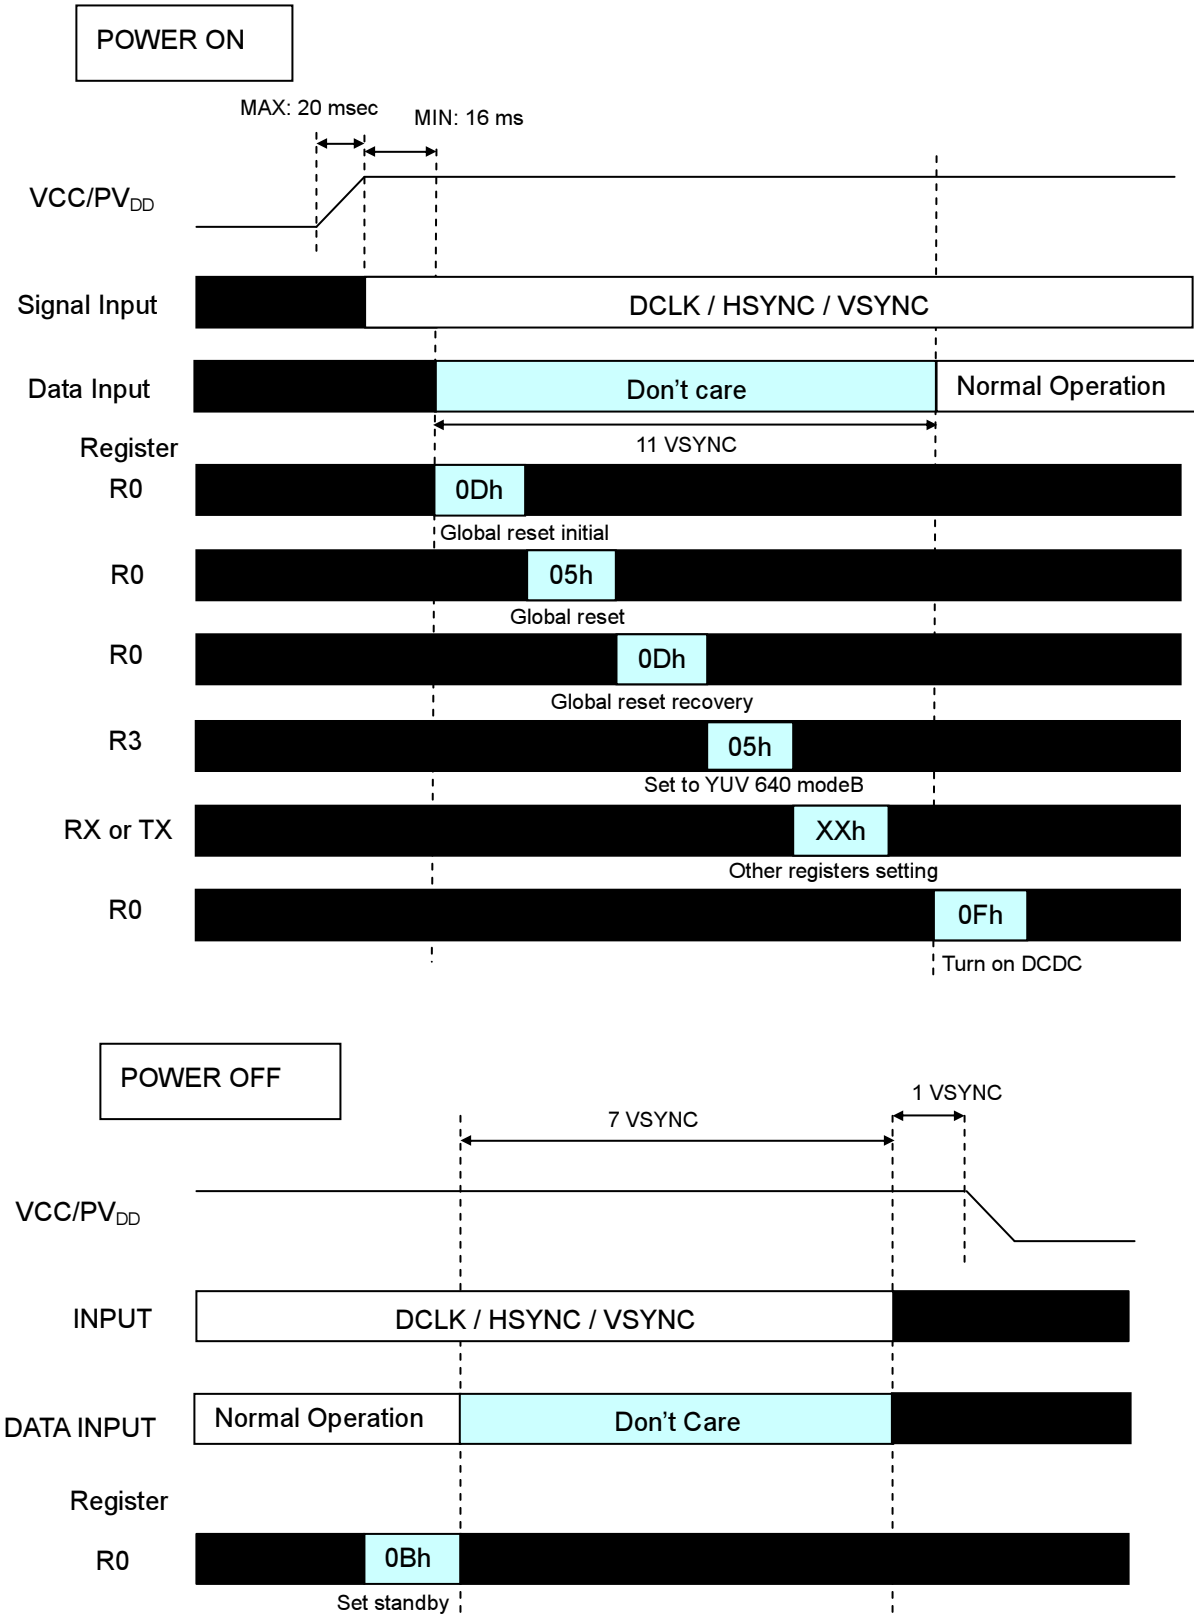 POWER ON
MAX: 20 msec
MIN: 16 ms
VCC/PVDD
Signal Input
DCLK / HSYNC / VSYNC
Data Input
Don't care
Normal Operation
11 VSYNC
Register
R0
0Dh
Global reset initial
R0
05h
Global reset
R0
0Dh
Global reset recovery
R3
05h
Set to YUV 640 modeB
RX or TX
XXh
Other registers setting
R0
0Fh
Turn on DCDC
POWER OFF
1 VSYNC
7 VSYNC
VCC/PVDD
INPUT
DCLK / HSYNC / VSYNC
DATA INPUT
Normal Operation
Don't Care
Register
R0
0Bh
Set standby